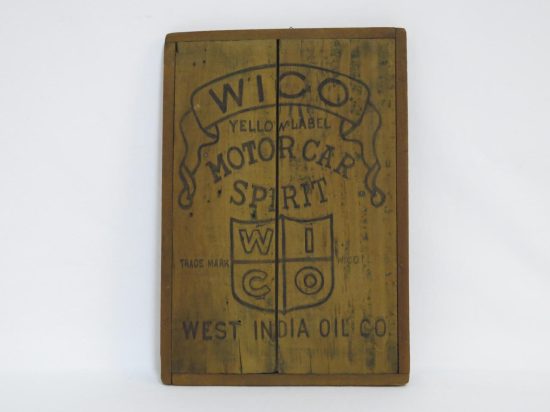 WICO
YELLOW LABEL
MOTOR CAR
SPIRIT
W I
TRADE MARK
C O
WEST INDIA OIL CO